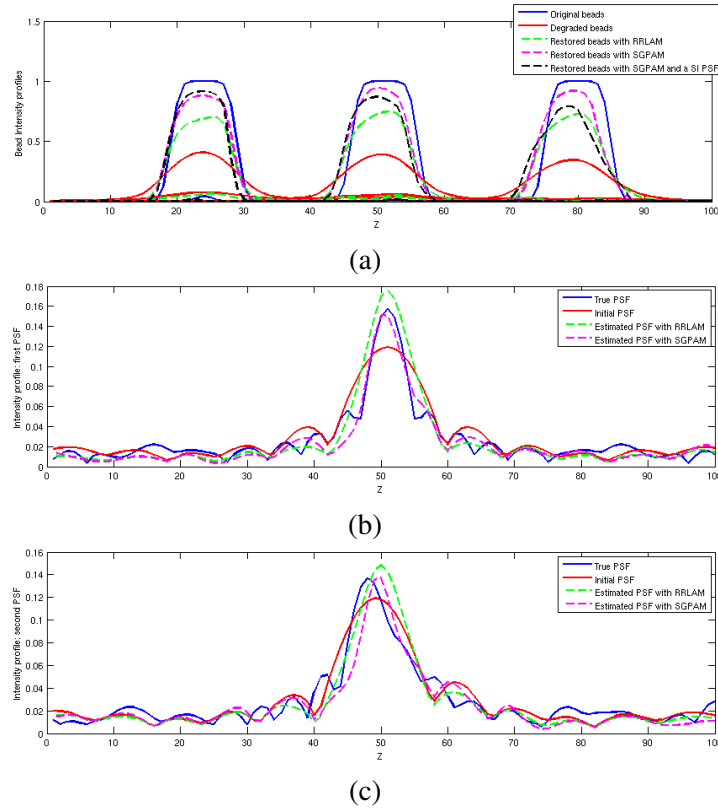 Original beads
Degraded beads
Restored beads with RRLAM
Restored beads with SGPAM
Restored beads with SGPAM and a SI PSF
Bead Intensity profiles
1.5
1
0.5
0
0 10 20 30 40 50 60 70 80 90 100
Z
(a)
True PSF
Initial PSF
Estimated PSF with RRLAM
Estimated PSF with SGPAM
Intensity profile: first PSF
0.18
0.16
0.14
0.12
0.1
0.08
0.06
0.04
0.02
0
0 10 20 30 40 50 60 70 80 90 100
Z
(b)
True PSF
Initial PSF
Estimated PSF with RRLAM
Estimated PSF with SGPAM
Intensity profile: second PSF
0.16
0.14
0.12
0.1
0.08
0.06
0.04
0.02
0
0 10 20 30 40 50 60 70 80 90 100
Z
(c)